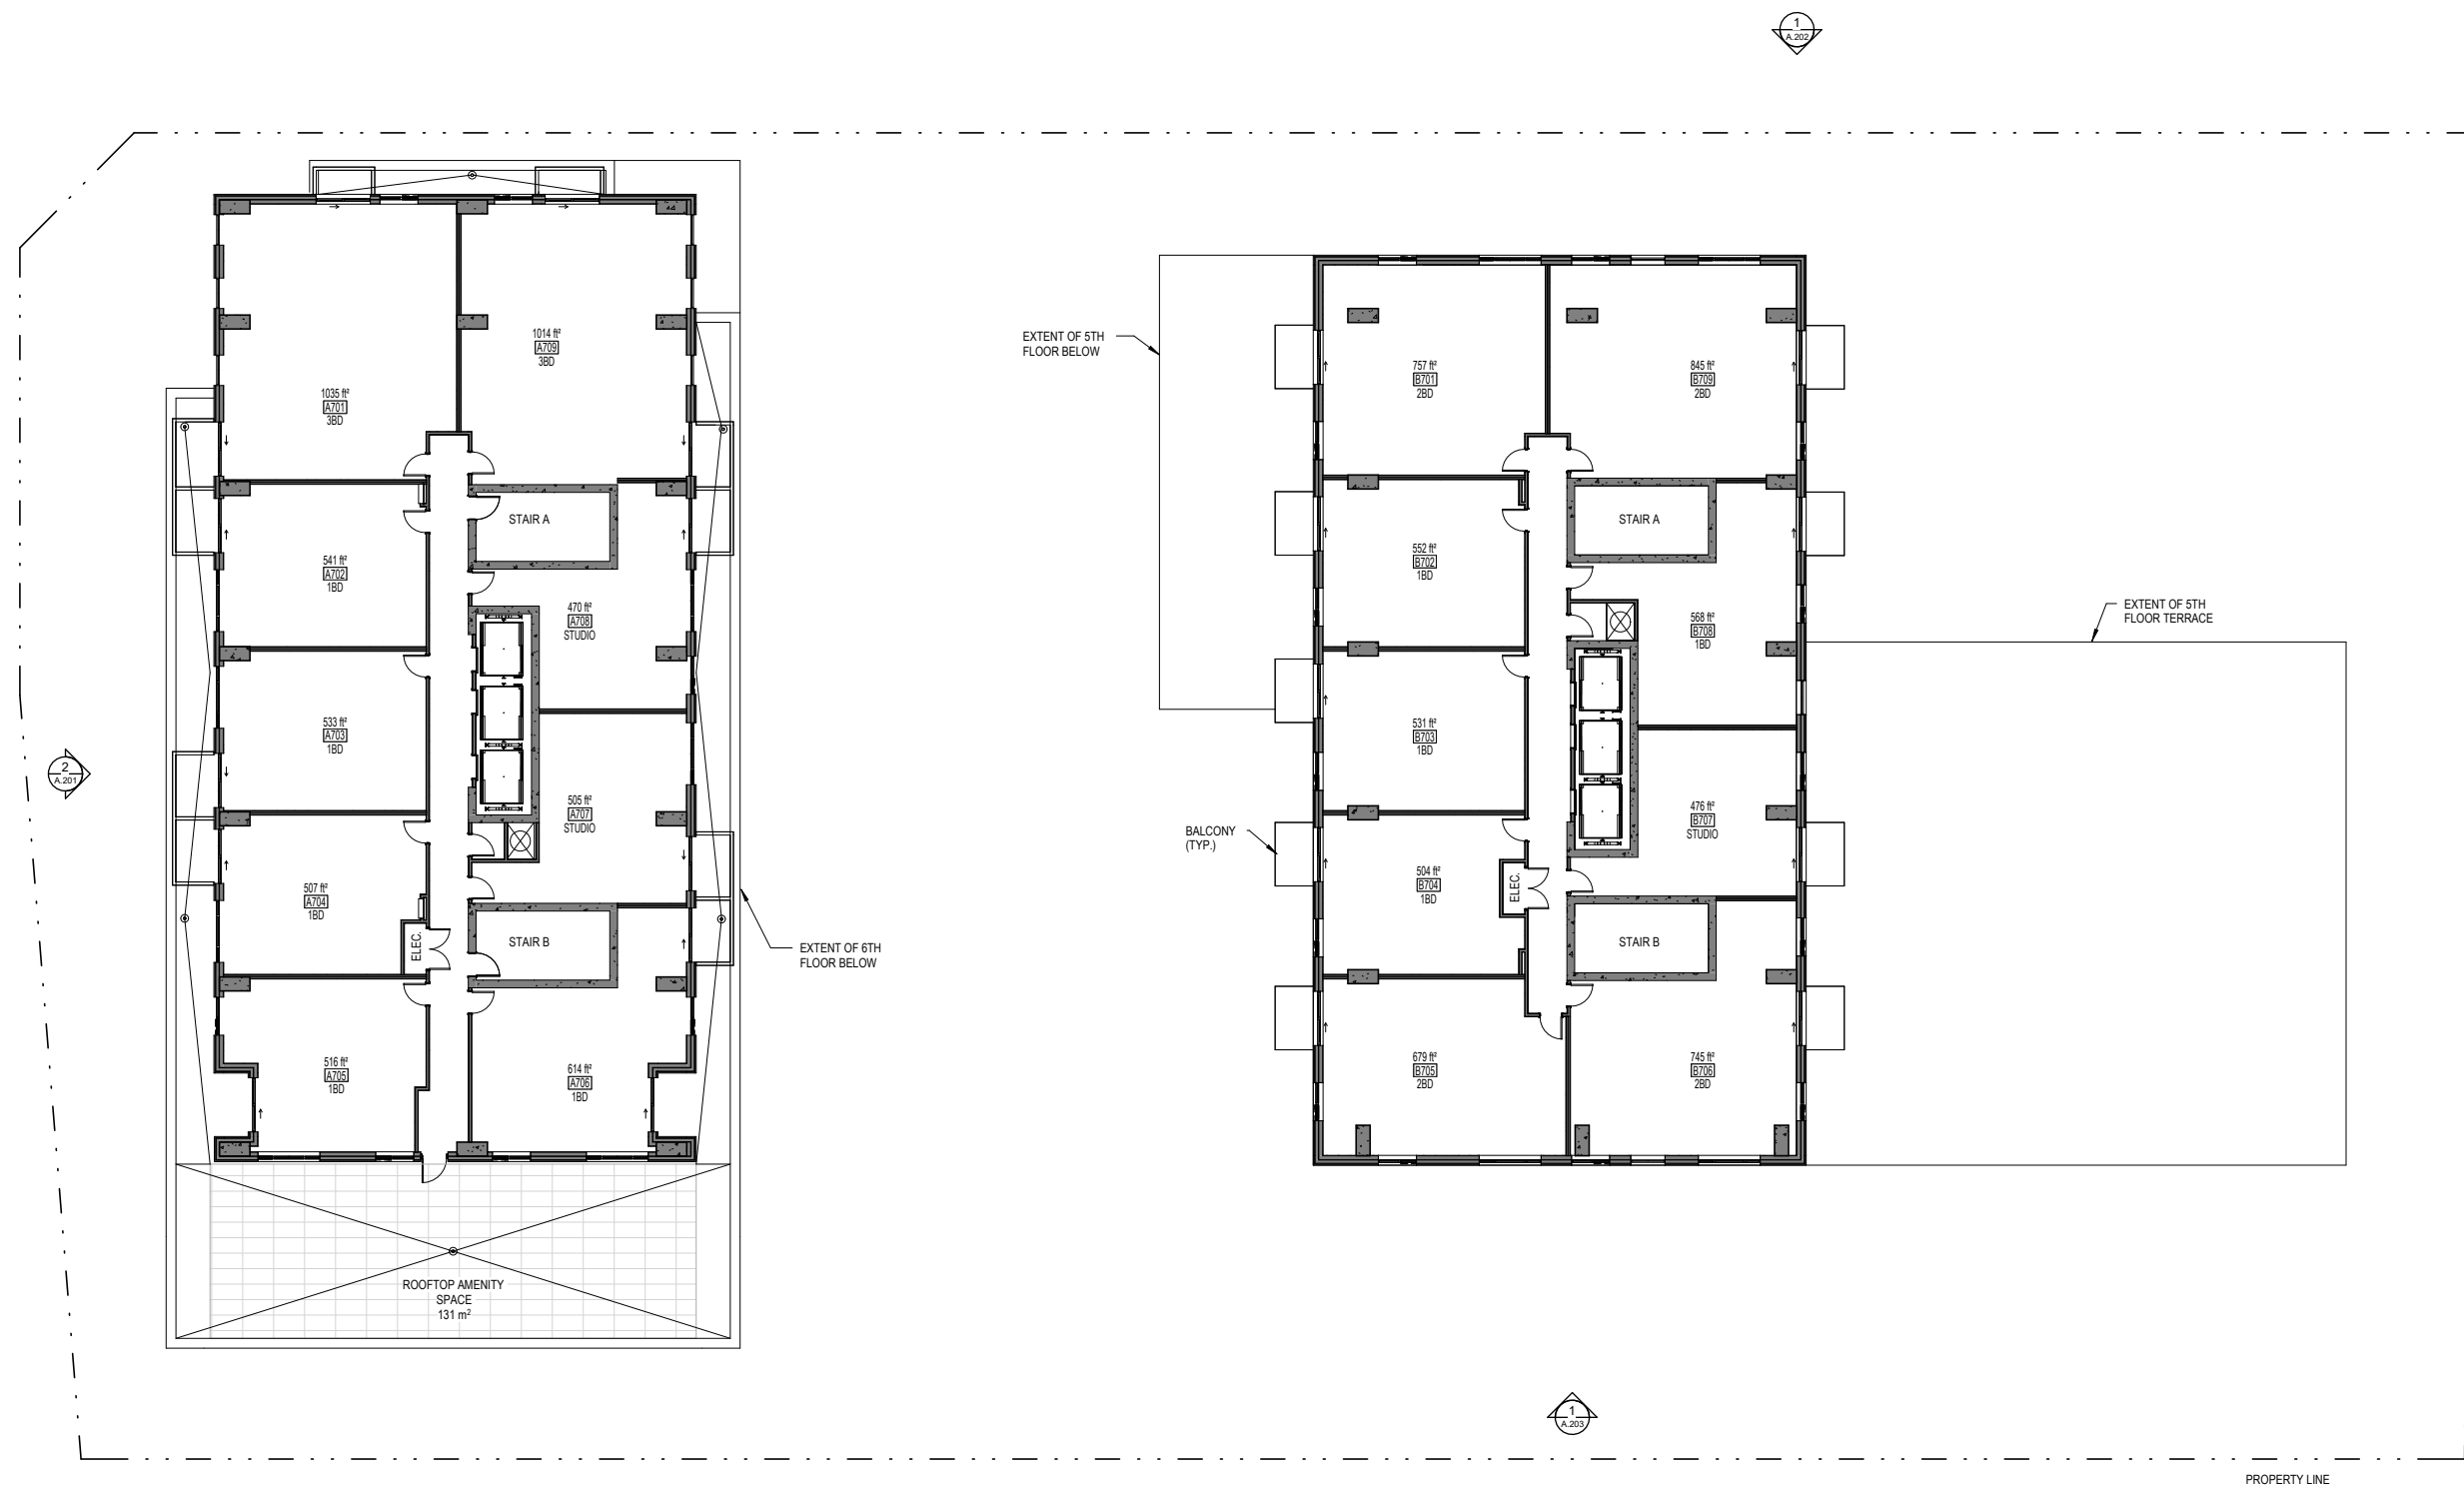 1
A.202
1014 ft²
A709
3BD
1035 ft²
A701
3BD
STAIR A
541 ft²
A702
1BD
470 ft²
A708
STUDIO
533 ft²
A703
1BD
2
A.201
505 ft²
A707
STUDIO
507 ft²
A704
1BD
ELEC.
STAIR B
EXTENT OF 6TH
FLOOR BELOW
516 ft²
A705
1BD
614 ft²
A706
1BD
ROOFTOP AMENITY
SPACE
131 m²
EXTENT OF 5TH
FLOOR BELOW
757 ft²
B701
2BD
845 ft²
B709
2BD
STAIR A
552 ft²
B702
1BD
568 ft²
B708
1BD
EXTENT OF 5TH
FLOOR TERRACE
531 ft²
B703
1BD
476 ft²
B707
STUDIO
BALCONY
(TYP.)
504 ft²
B704
1BD
ELEC.
STAIR B
679 ft²
B705
2BD
745 ft²
B706
2BD
1
A.203
PROPERTY LINE